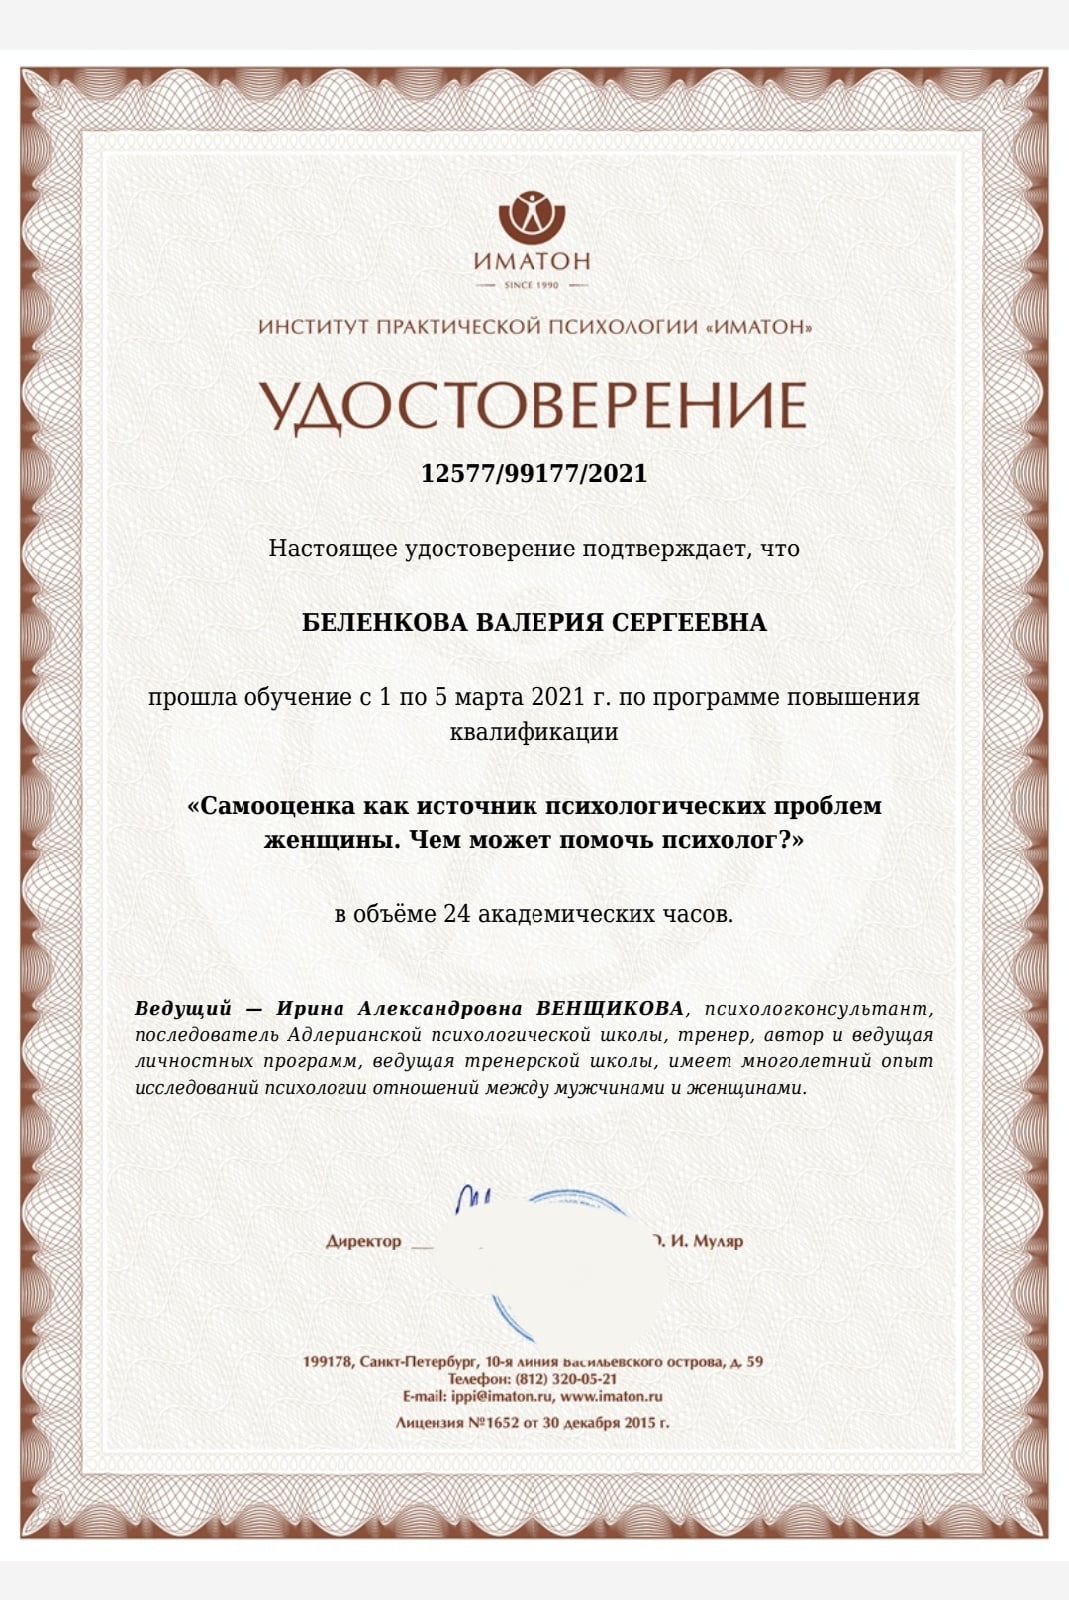 ИМАТОН
SINCE 1990
ИНСТИТУТ ПРАКТИЧЕСКОЙ ПСИХОЛОГИИ «ИМАТОН»
УДОСТОВЕРЕНИЕ
12577/99177/2021
Настоящее удостоверение подтверждает, что
БЕЛЕНКОВА ВАЛЕРИЯ СЕРГЕЕВНА
прошла обучение с 1 по 5 марта 2021 г. по программе повышения
квалификации
«Самооценка как источник психологических проблем
женщины. Чем может помочь психолог?»
в объёме 24 академических часов.
Ведущий — Ирина Александровна ВЕНЩИКОВА, психологконсультант,
последователь Адлерианской психологической школы, тренер, автор и ведущая
личностных программ, ведущая тренерской школы, имеет многолетний опыт
исследований психологии отношений между мужчинами и женщинами.
Директор И. Муляр
199178, Санкт-Петербург, 10-я линия Васильевского острова, д. 59
Телефон: (812) 320-05-21
E-mail: ippi@imaton.ru, www.imaton.ru
Лицензия №1652 от 30 декабря 2015 г.